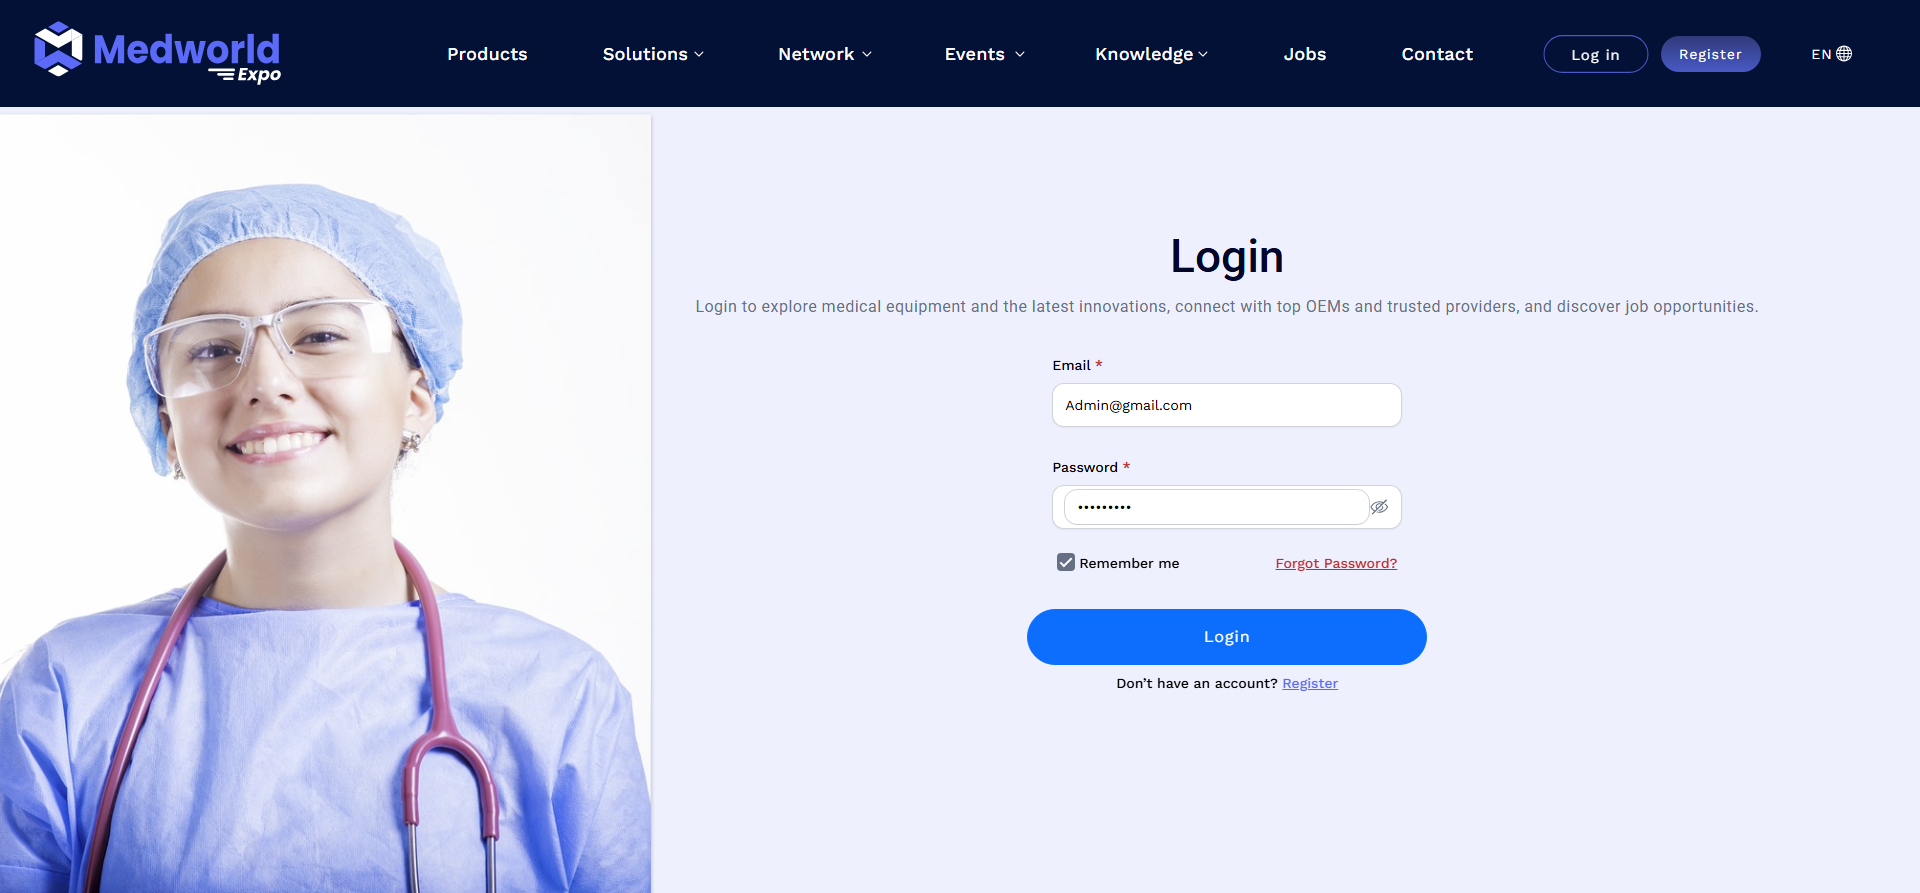 Medworld
Expo
Products
Solutions
Network
Events
Knowledge
Jobs
Contact
Log in
Register
EN
Login
Login to explore medical equipment and the latest innovations, connect with top OEMs and trusted providers, and discover job opportunities.
Email *
Admin@gmail.com
Password *
•••••••••
Remember me
Forgot Password?
Login
Don’t have an account? Register